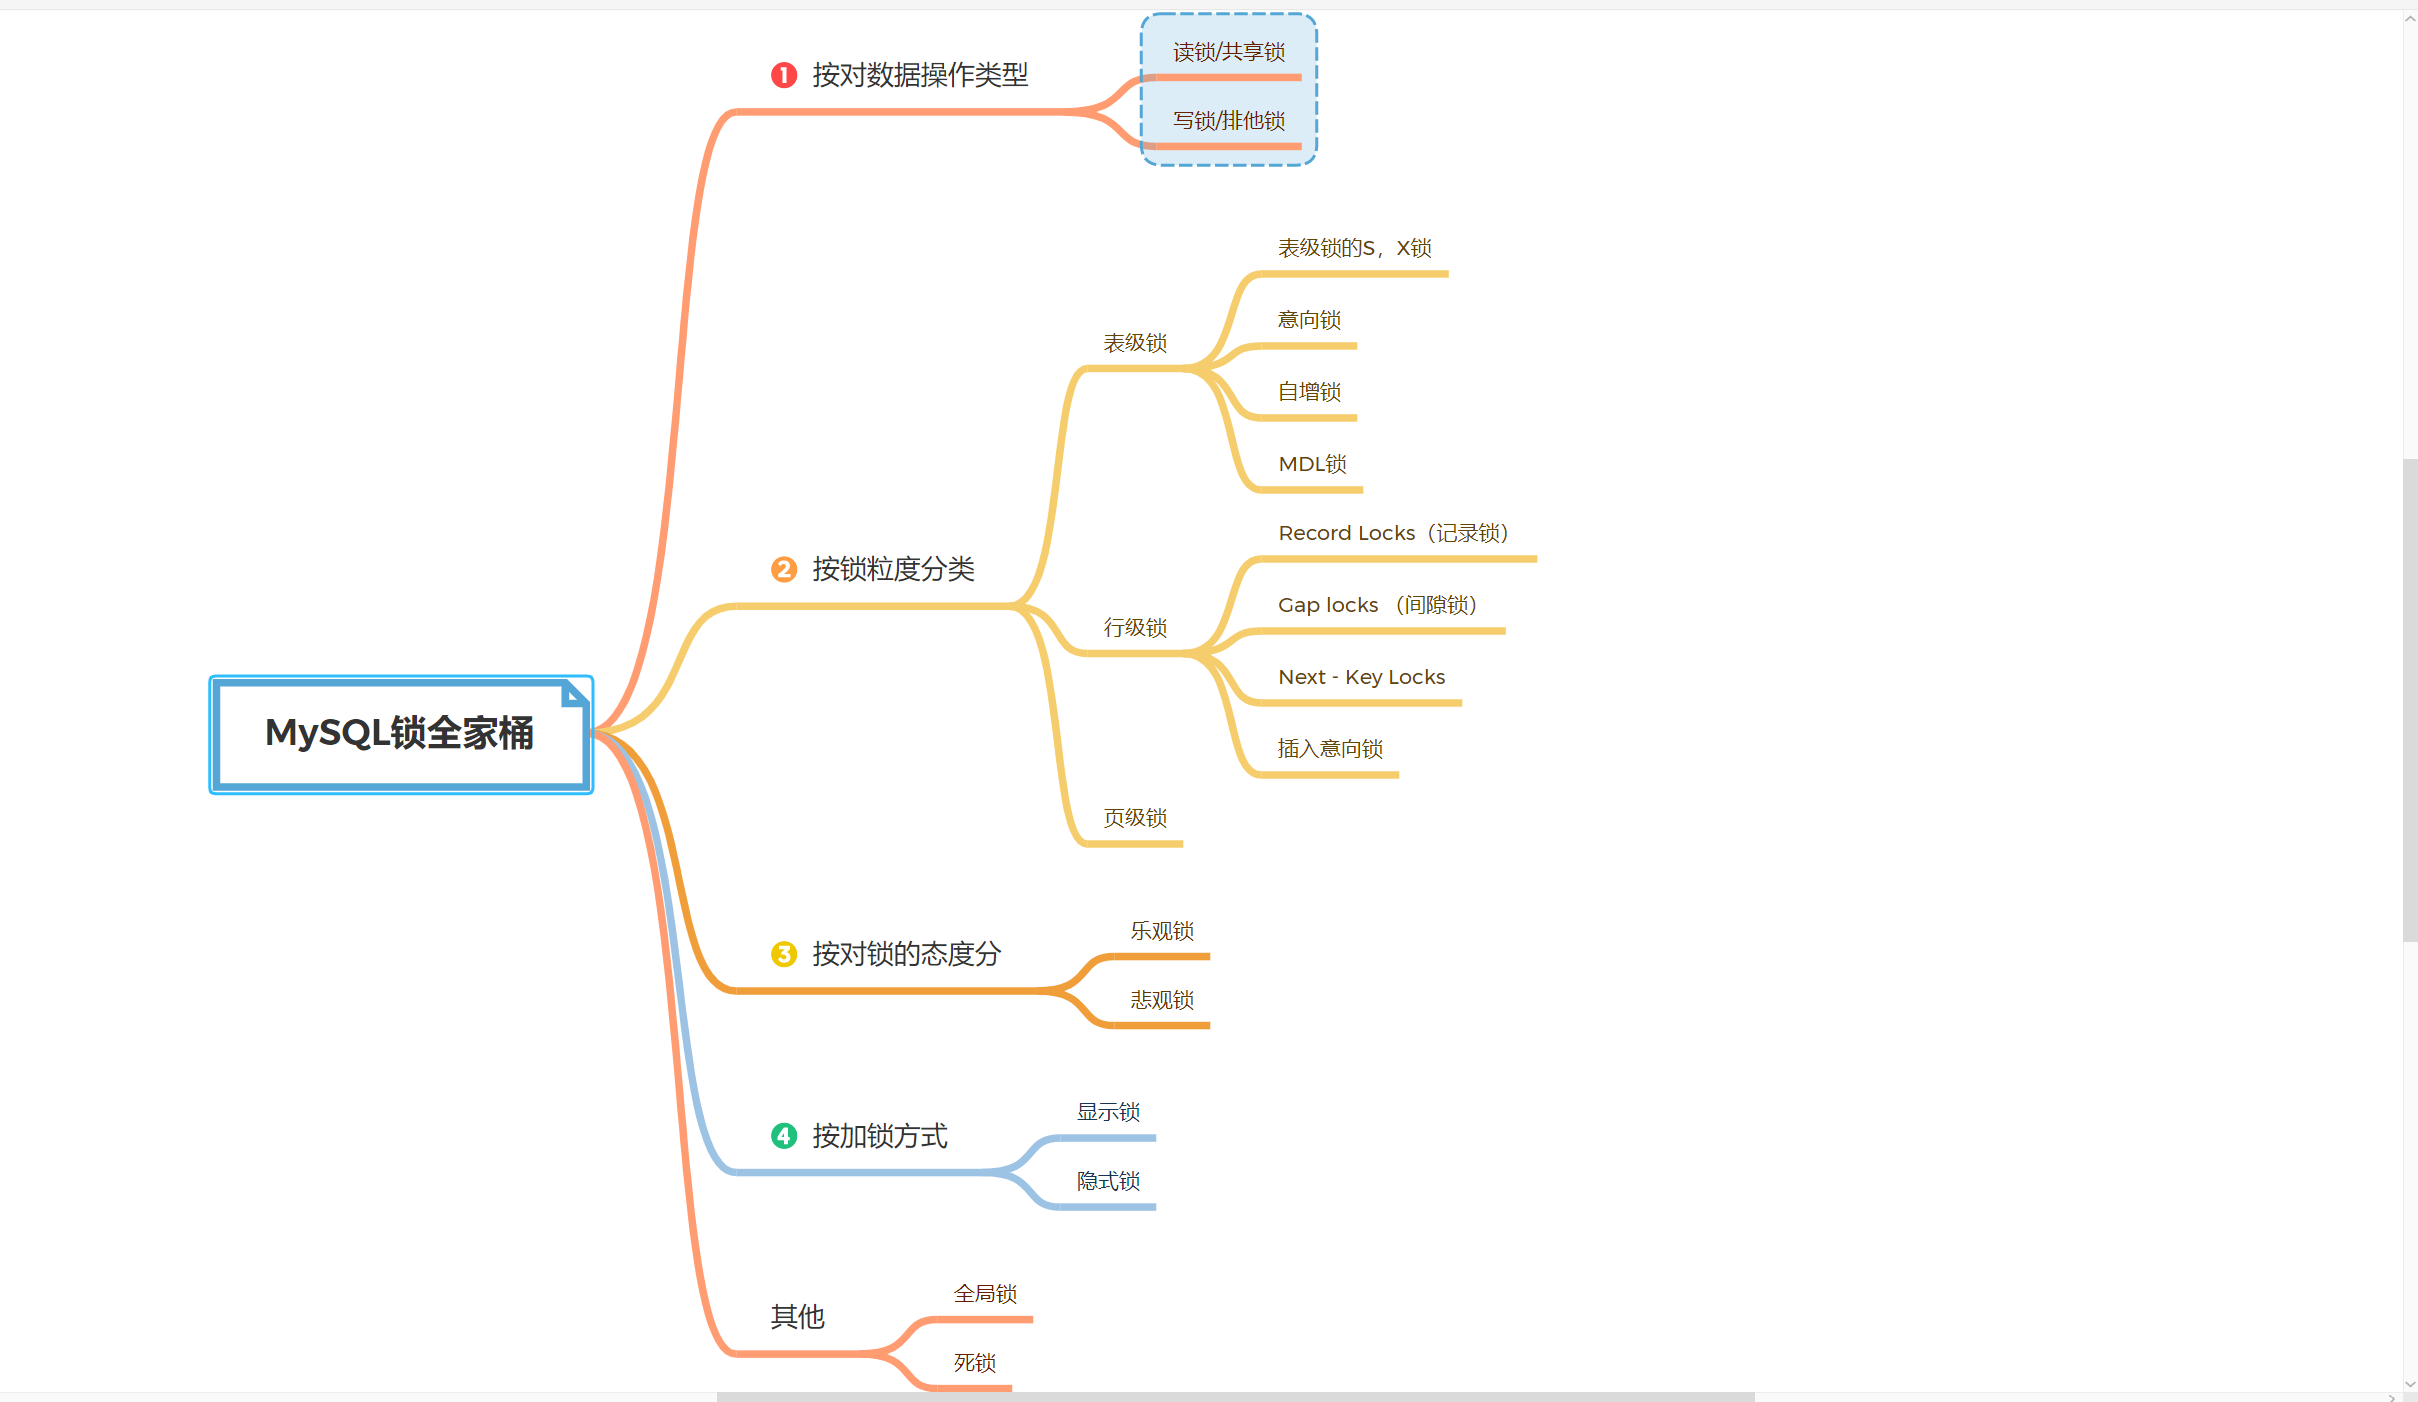 MySQL锁全家桶
1 按对数据操作类型
读锁/共享锁
写锁/排他锁
2 按锁粒度分类
表级锁
表级锁的S，X锁
意向锁
自增锁
MDL锁
行级锁
Record Locks（记录锁）
Gap locks （间隙锁）
Next - Key Locks
插入意向锁
页级锁
3 按对锁的态度分
乐观锁
悲观锁
4 按加锁方式
显示锁
隐式锁
其他
全局锁
死锁